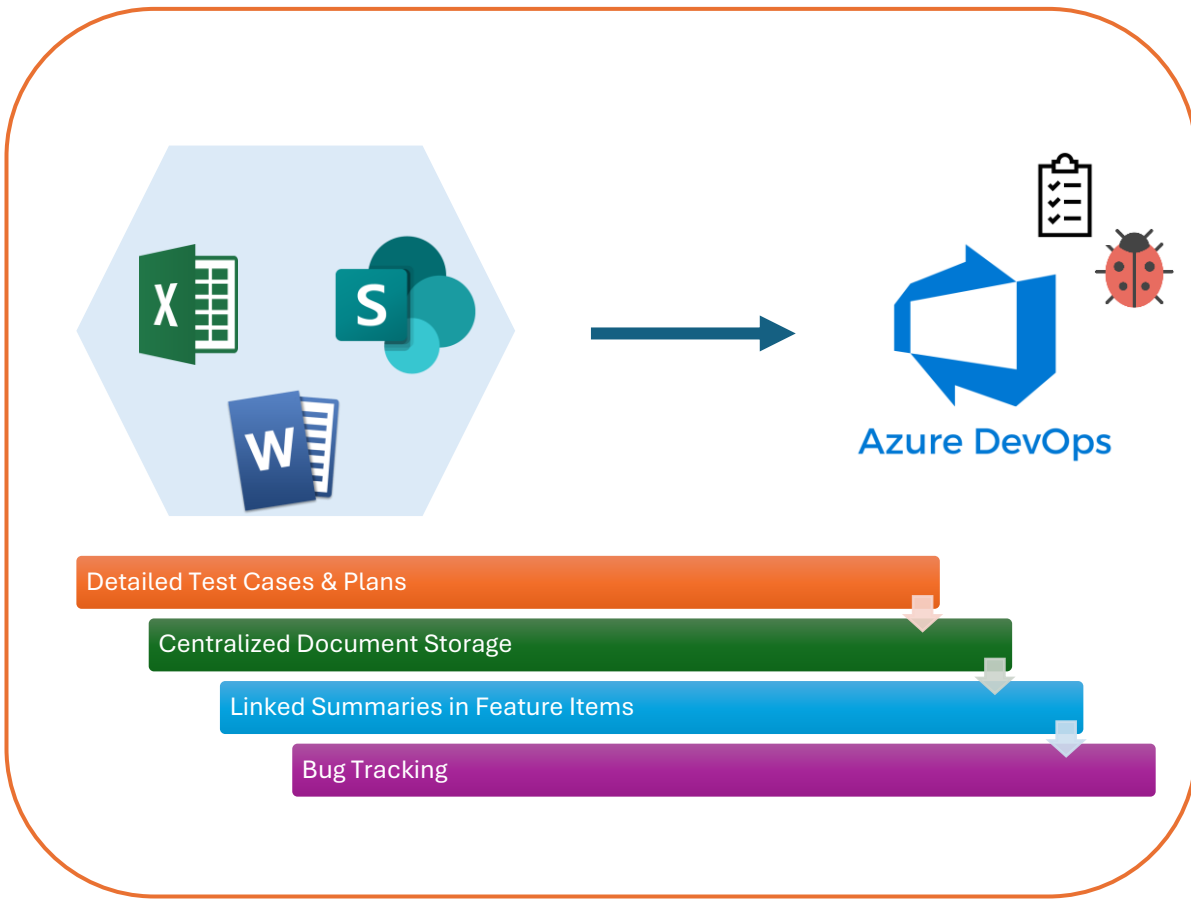 X
S
W
Azure DevOps
Detailed Test Cases & Plans
Centralized Document Storage
Linked Summaries in Feature Items
Bug Tracking